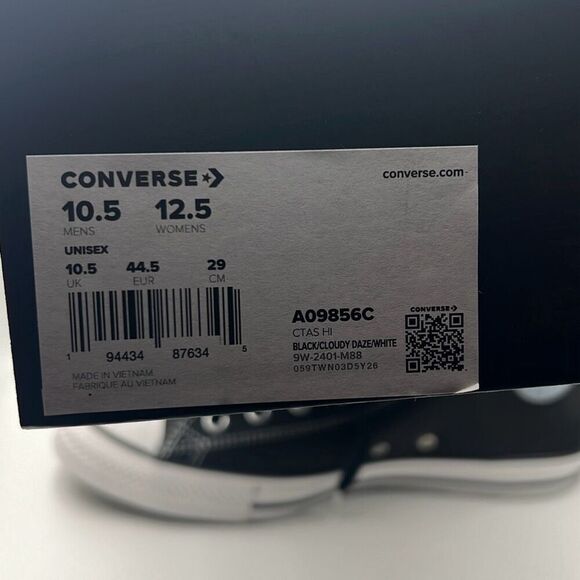 CONVERSE
converse.com
10.5 12.5
MENS WOMENS
UNISEX
10.5 44.5 29
UK EUR CM
1 94434 87634 5
MADE IN VIETNAM
FABRIQUE AU VIETNAM
A09856C
CTAS HI
BLACK/CLOUDY DAZE/WHITE
9W-2401-M88
059TWN03D5Y26
CONVERSE